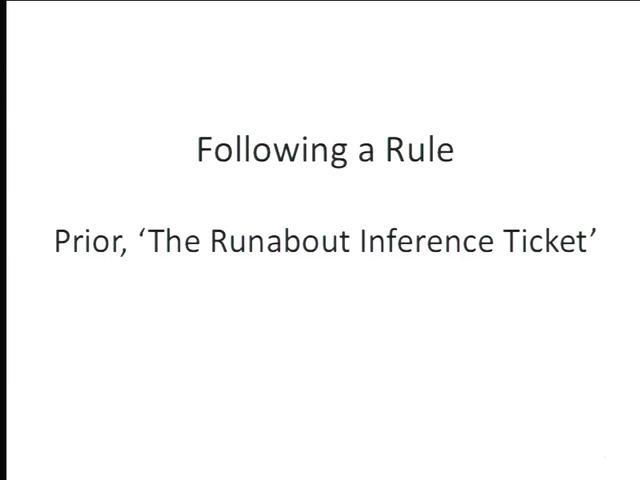 Following a Rule
Prior, ‘The Runabout Inference Ticket’